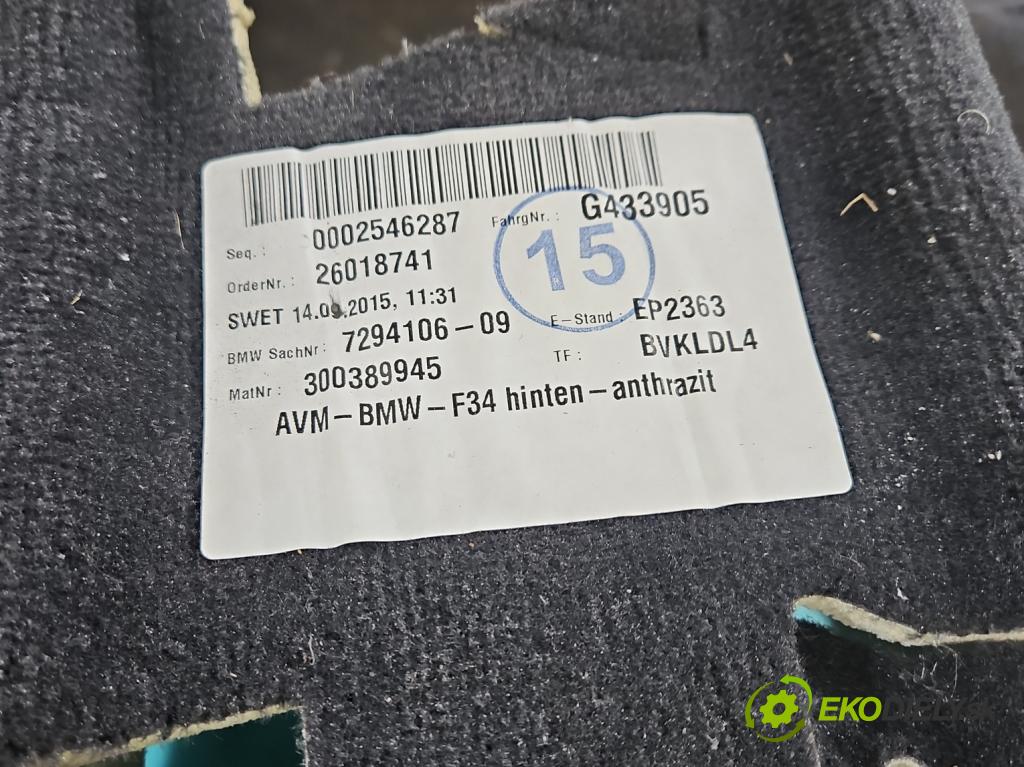 Seq.: 0002546287 FahrgNr.: G433905
15
OrderNr.: 26018741
SWET 14.09.2015, 11:31 E-Stand: EP2363
BMW SachNr: 7294106-09 TF: BVKLDL4
MatNr: 300389945
AVM-BMW-F34 hinten-anthrazit